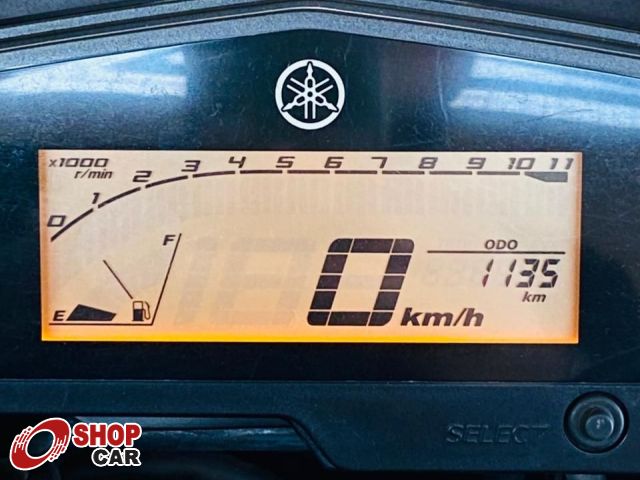 x1000
r/min
0 1 2 3 4 5 6 7 8 9 10 11
F
E
0 km/h
ODO
1135
km
SELECT
SHOP
CAR